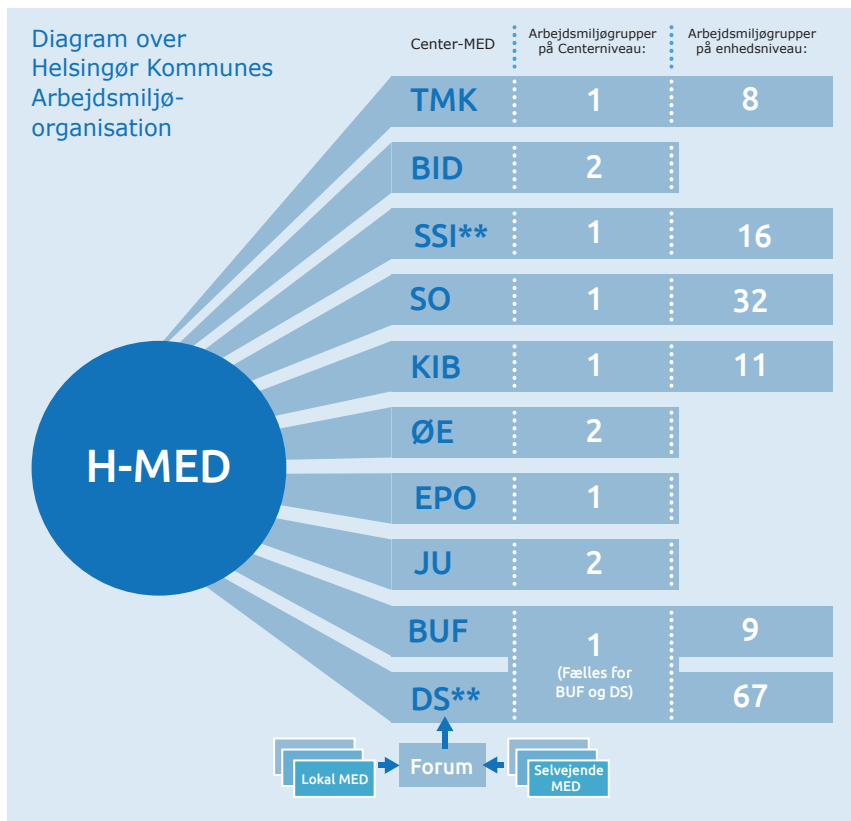 Diagram over
Helsingør Kommunes
Arbejdsmiljø-
organisation
Center-MED
Arbejdsmiljøgrupper
på Centerniveau:
Arbejdsmiljøgrupper
på enhedsniveau:
TMK 1 8
BID 2
SSI** 1 16
SO 1 32
KIB 1 11
H-MED
ØE 2
EPO 1
JU 2
BUF 9
1
(Fælles for
BUF og DS)
DS** 67
Lokal MED
Forum
Selvejende
MED